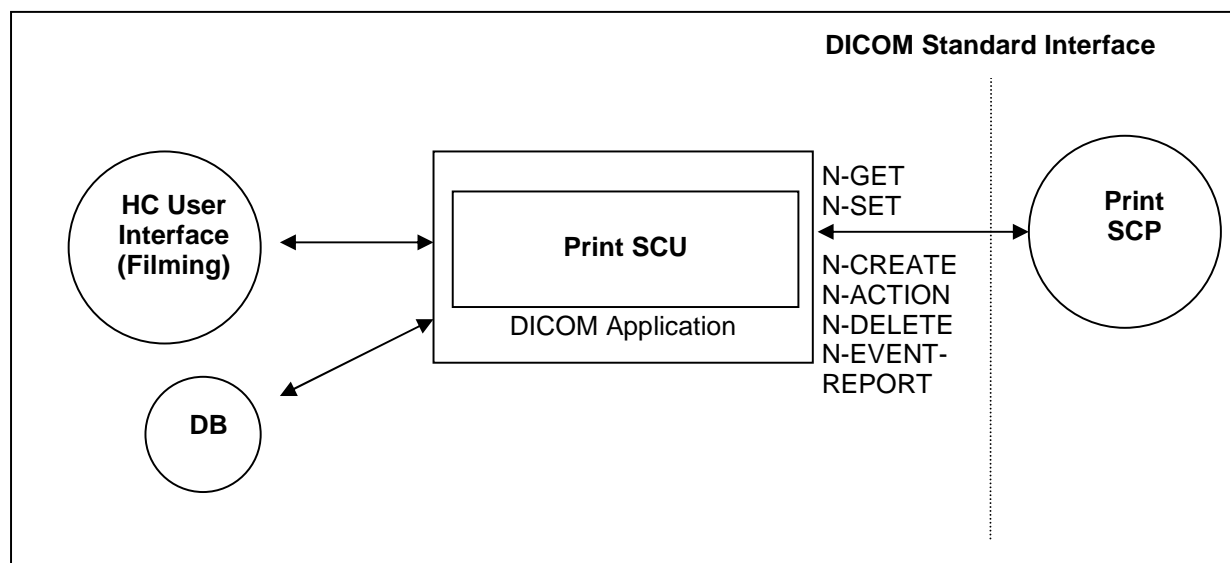 DICOM Standard Interface
HC User
Interface
(Filming)
DB
Print SCU
DICOM Application
N-GET
N-SET
N-CREATE
N-ACTION
N-DELETE
N-EVENT-
REPORT
Print
SCP